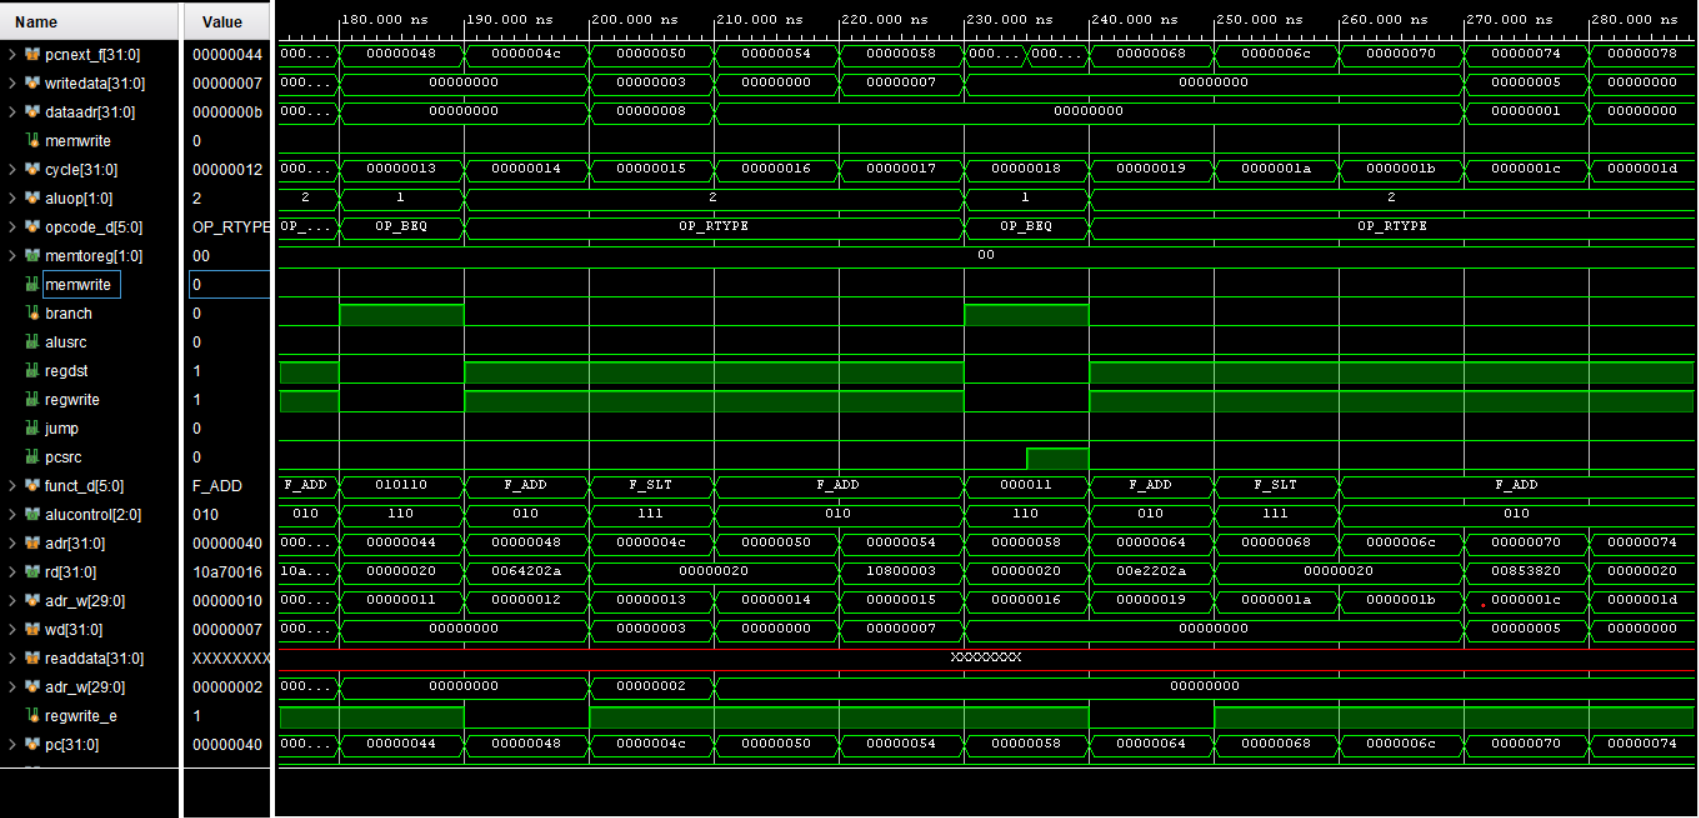 Name Value 180.000 ns 190.000 ns 200.000 ns 210.000 ns 220.000 ns 230.000 ns 240.000 ns 250.000 ns 260.000 ns 270.000 ns 280.000 ns
pcnext_f[31:0] 00000044 000... 00000048 0000004c 00000050 00000054 00000058 000... 000... 00000068 0000006c 00000070 00000074 00000078
writedata[31:0] 00000007 000... 00000000 00000003 00000000 00000007 00000000 00000005 00000000
dataadr[31:0] 0000000b 000... 00000000 00000008 00000000 00000001 00000000
memwrite 0
cycle[31:0] 00000012 000... 00000013 00000014 00000015 00000016 00000017 00000018 00000019 0000001a 0000001b 0000001c 0000001d
aluop[1:0] 2 2 1 2 1 2
opcode_d[5:0] OP_RTYPE OP_... OP_BEQ OP_RTYPE OP_BEQ OP_RTYPE
memtoreg[1:0] 00 00
memwrite 0
branch 0
alusrc 0
regdst 1
regwrite 1
jump 0
pcsrc 0
funct_d[5:0] F_ADD F_ADD 010110 F_ADD F_SLT F_ADD 000011 F_ADD F_SLT F_ADD
alucontrol[2:0] 010 010 110 010 111 010 110 010 111 010
adr[31:0] 00000040 000... 00000044 00000048 0000004c 00000050 00000054 00000058 00000064 00000068 0000006c 00000070 00000074
rd[31:0] 10a70016 10a... 00000020 0064202a 00000020 10800003 00000020 00e2202a 00000020 00853820 00000020
adr_w[29:0] 00000010 000... 00000011 00000012 00000013 00000014 00000015 00000016 00000019 0000001a 0000001b 0000001c 0000001d
wd[31:0] 00000007 000... 00000000 00000003 00000000 00000007 00000000 00000005 00000000
readdata[31:0] XXXXXXXX XXXXXXXX
adr_w[29:0] 00000002 000... 00000000 00000002 00000000
regwrite_e 1
pc[31:0] 00000040 000... 00000044 00000048 0000004c 00000050 00000054 00000058 00000064 00000068 0000006c 00000070 00000074